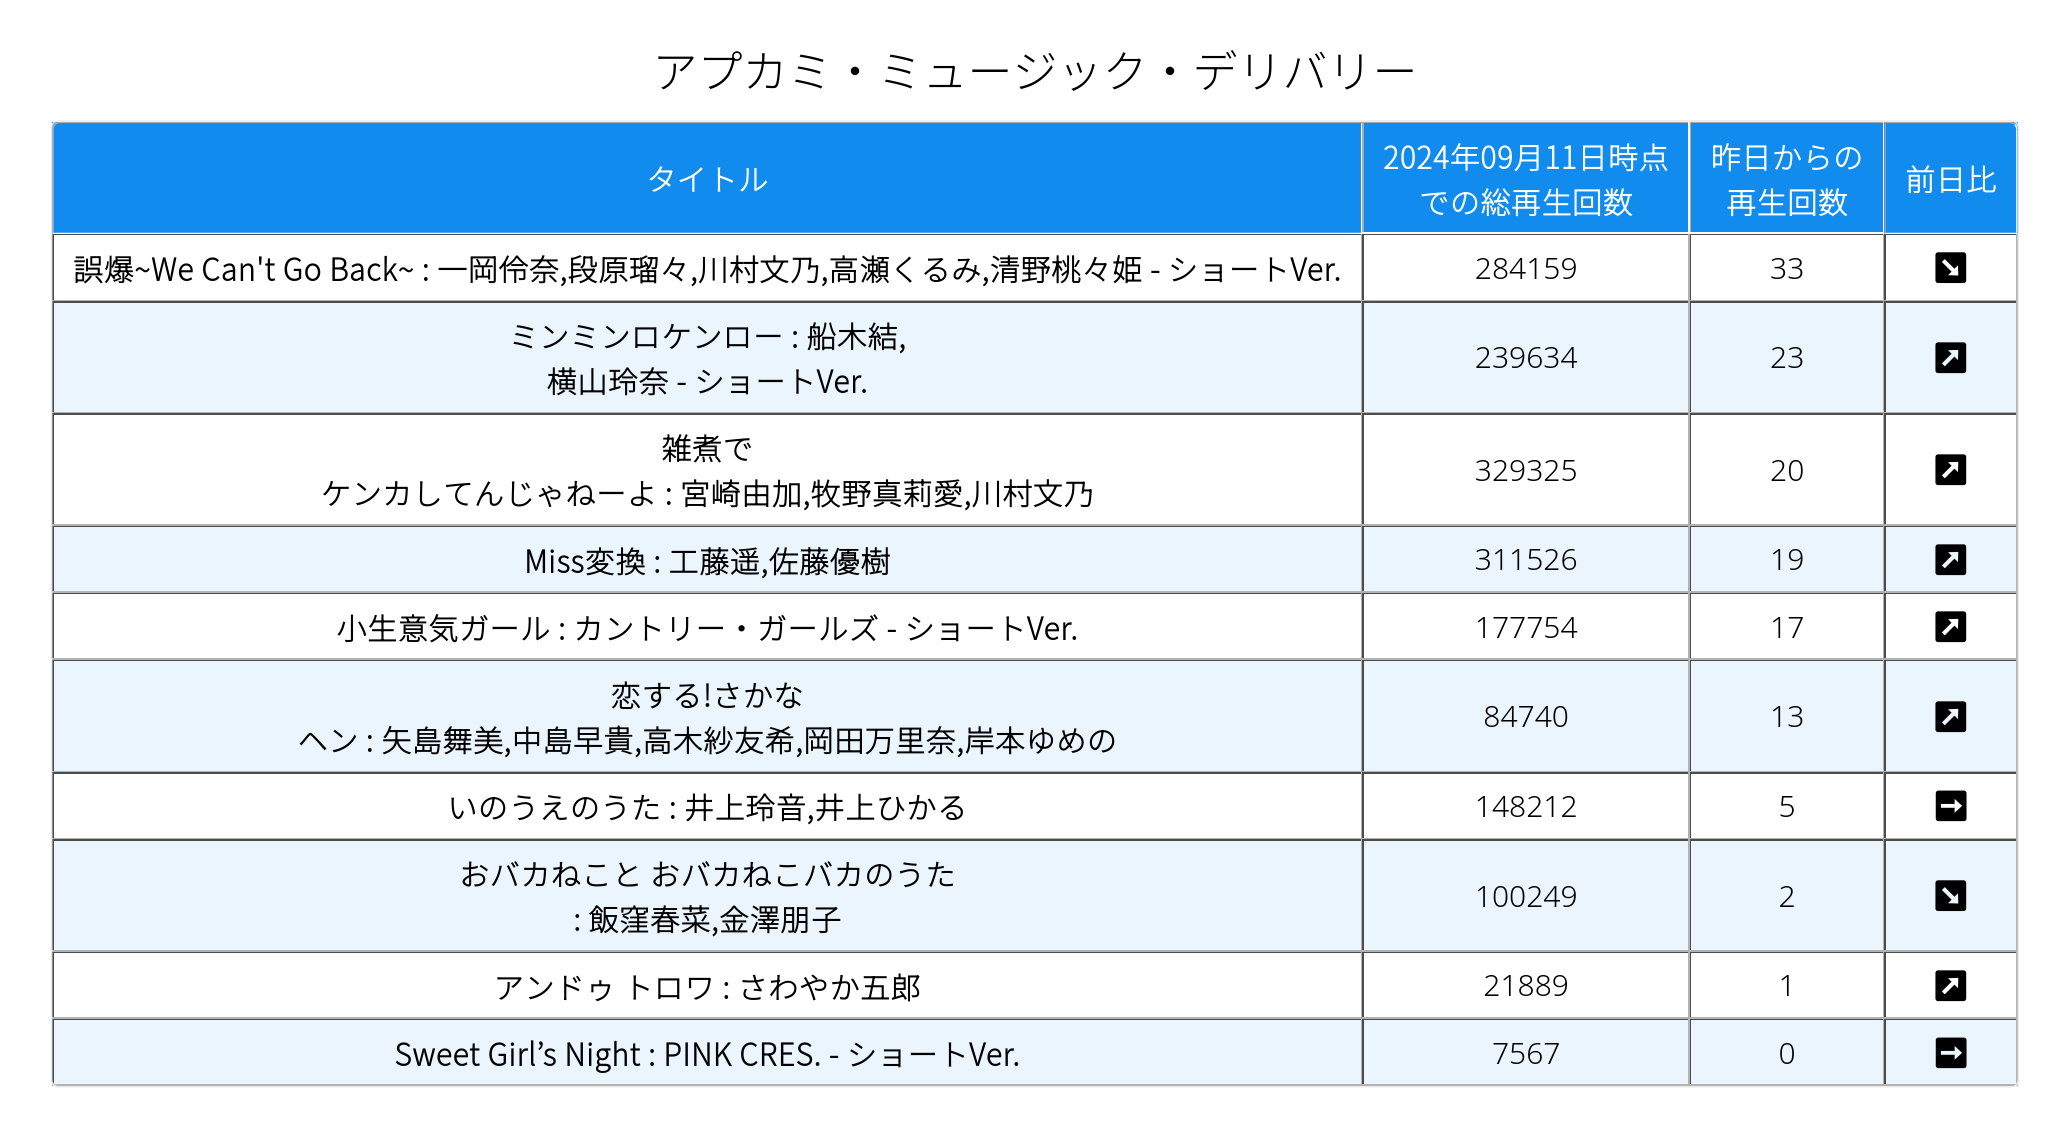 アプカミ・ミュージック・デリバリー
タイトル
2024年09月11日時点
での総再生回数
昨日からの
再生回数
前日比
誤爆~We Can't Go Back~ : 一岡伶奈,段原瑠々,川村文乃,高瀬くるみ,清野桃々姫 - ショートVer.
284159
33
ミンミンロケンロー : 船木結,
横山玲奈 - ショートVer.
239634
23
雑煮で
ケンカしてんじゃねーよ : 宮崎由加,牧野真莉愛,川村文乃
329325
20
Miss変換 : 工藤遥,佐藤優樹
311526
19
小生意気ガール : カントリー・ガールズ - ショートVer.
177754
17
恋する!さかな
ヘン : 矢島舞美,中島早貴,高木紗友希,岡田万里奈,岸本ゆめの
84740
13
いのうえのうた : 井上玲音,井上ひかる
148212
5
おバカねこと おバカねこバカのうた
: 飯窪春菜,金澤朋子
100249
2
アンドゥ トロワ : さわやか五郎
21889
1
Sweet Girl’s Night : PINK CRES. - ショートVer.
7567
0